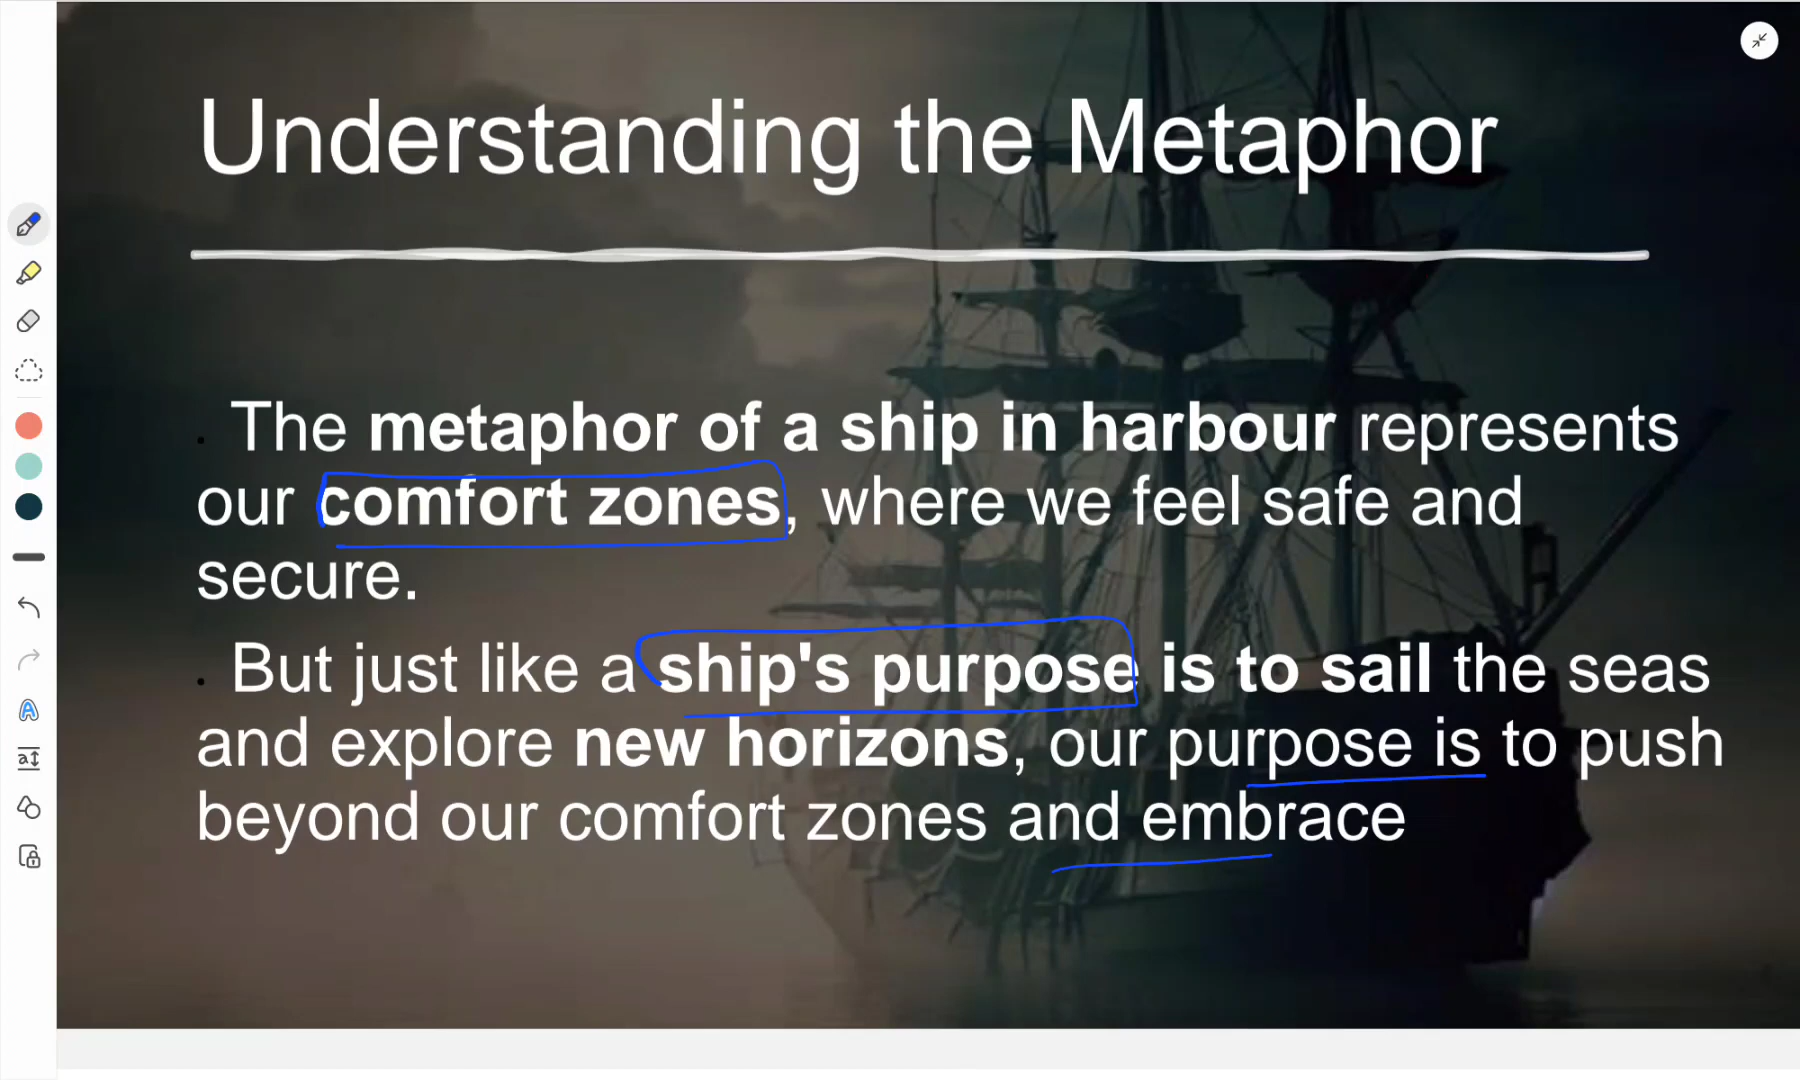 Understanding the Metaphor
. The metaphor of a ship in harbour represents
our comfort zones, where we feel safe and
secure.
. But just like a ship's purpose is to sail the seas
and explore new horizons, our purpose is to push
beyond our comfort zones and embrace